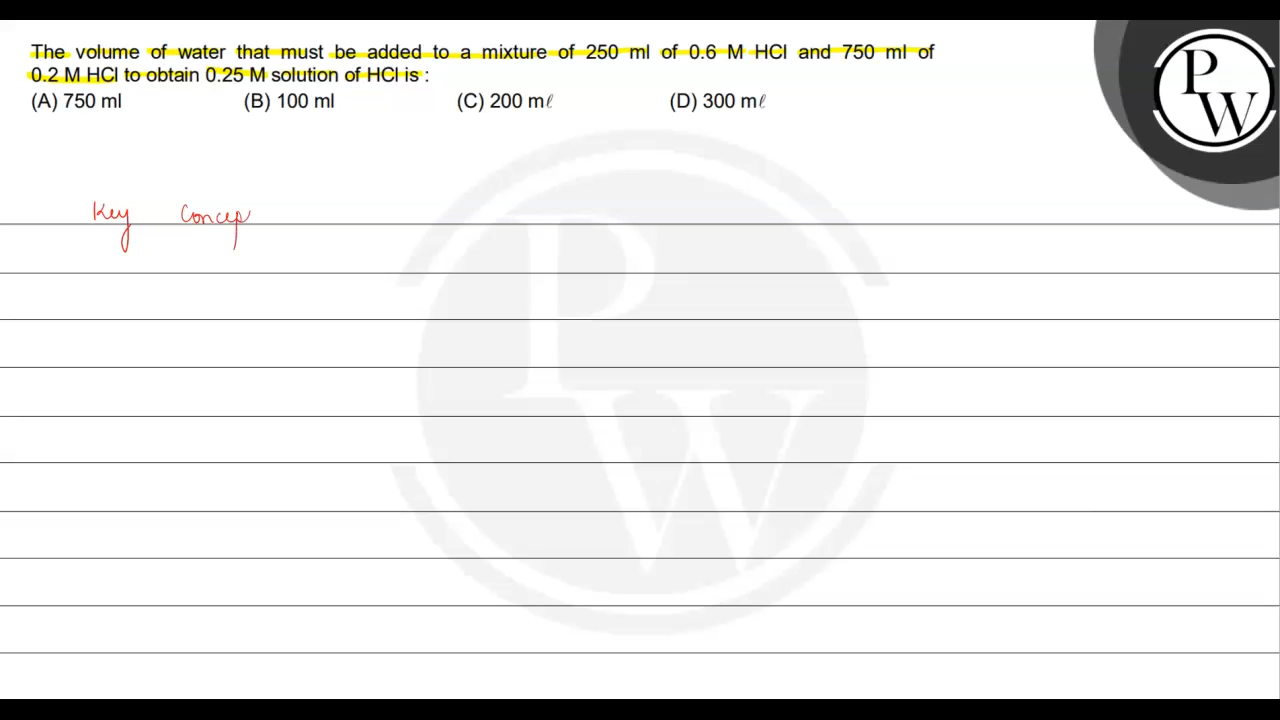 The volume of water that must be added to a mixture of 250 ml of 0.6 M HCl and 750 ml of
0.2 M HCl to obtain 0.25 M solution of HCl is :
(A) 750 ml (B) 100 ml (C) 200 mℓ (D) 300 mℓ
Key Concep
P
W
P
W